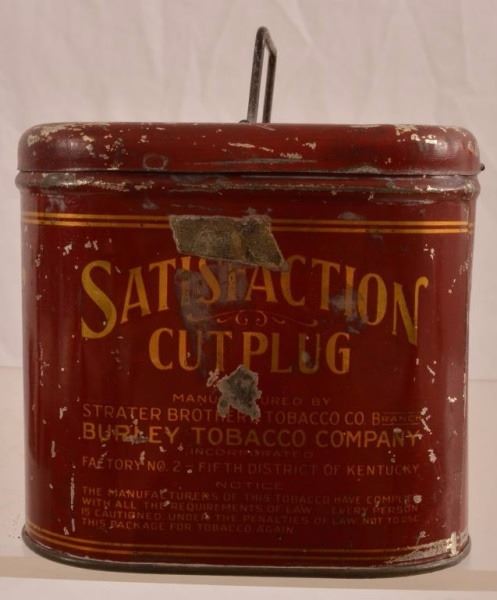 SATISFACTION
CUT PLUG
MANUFACTURED BY
STRATER BROTHERS TOBACCO CO. BRANCH
BURLEY TOBACCO COMPANY
INCORPORATED
FACTORY NO. 2 - FIFTH DISTRICT OF KENTUCKY
NOTICE
THE MANUFACTURERS OF THIS TOBACCO HAVE COMPLIED
WITH ALL THE REQUIREMENTS OF LAW EVERY PERSON
IS CAUTIONED UNDER THE PENALTIES OF LAW NOT TO USE
THIS PACKAGE FOR TOBACCO AGAIN